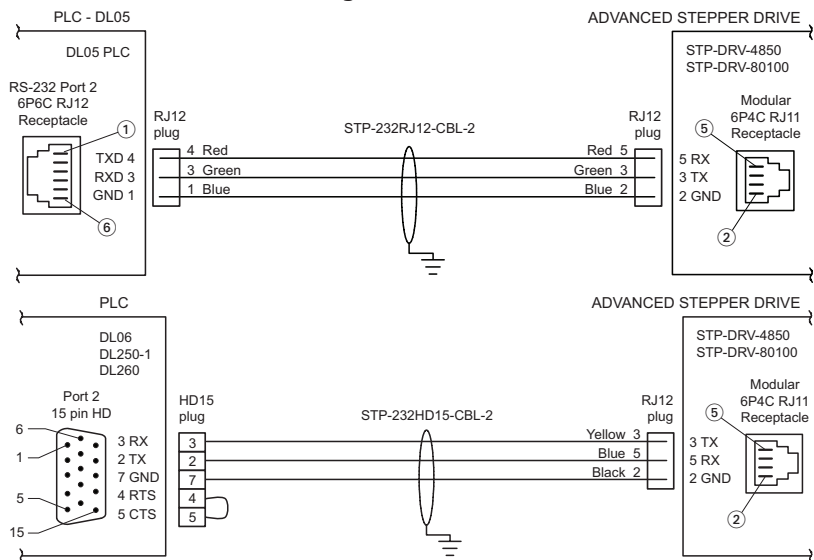 PLC - DL05
ADVANCED STEPPER DRIVE
DL05 PLC
RS-232 Port 2
6P6C RJ12
Receptacle
1
TXD 4
RXD 3
GND 1
6
RJ12
plug
4 Red
3 Green
1 Blue
STP-232RJ12-CBL-2
Red 5
Green 3
Blue 2
RJ12
plug
STP-DRV-4850
STP-DRV-80100
Modular
6P4C RJ11
Receptacle
5
5 RX
3 TX
2 GND
2
PLC
ADVANCED STEPPER DRIVE
DL06
DL250-1
DL260
Port 2
15 pin HD
6
1
5
15
3 RX
2 TX
7 GND
4 RTS
5 CTS
HD15
plug
3
2
7
4
5
STP-232HD15-CBL-2
Yellow 3
Blue 5
Black 2
RJ12
plug
STP-DRV-4850
STP-DRV-80100
Modular
6P4C RJ11
Receptacle
5
3 TX
5 RX
2 GND
2